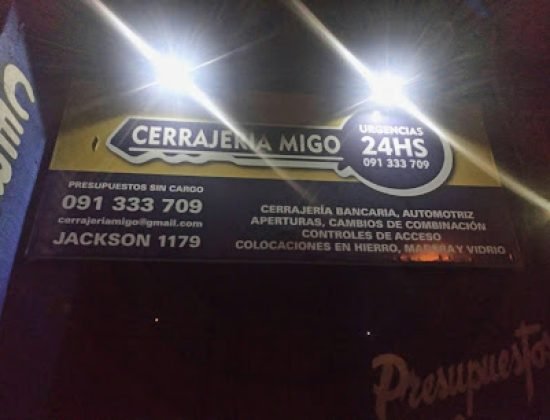 CERRAJERIA MIGO
URGENCIAS
24HS
091 333 709
PRESUPUESTOS SIN CARGO
091 333 709
cerrajeriamigo@gmail.com
JACKSON 1179
CERRAJERÍA BANCARIA, AUTOMOTRIZ
APERTURAS, CAMBIOS DE COMBINACIÓN
CONTROLES DE ACCESO
COLOCACIONES EN HIERRO, MADERA Y VIDRIO
Presupuestos